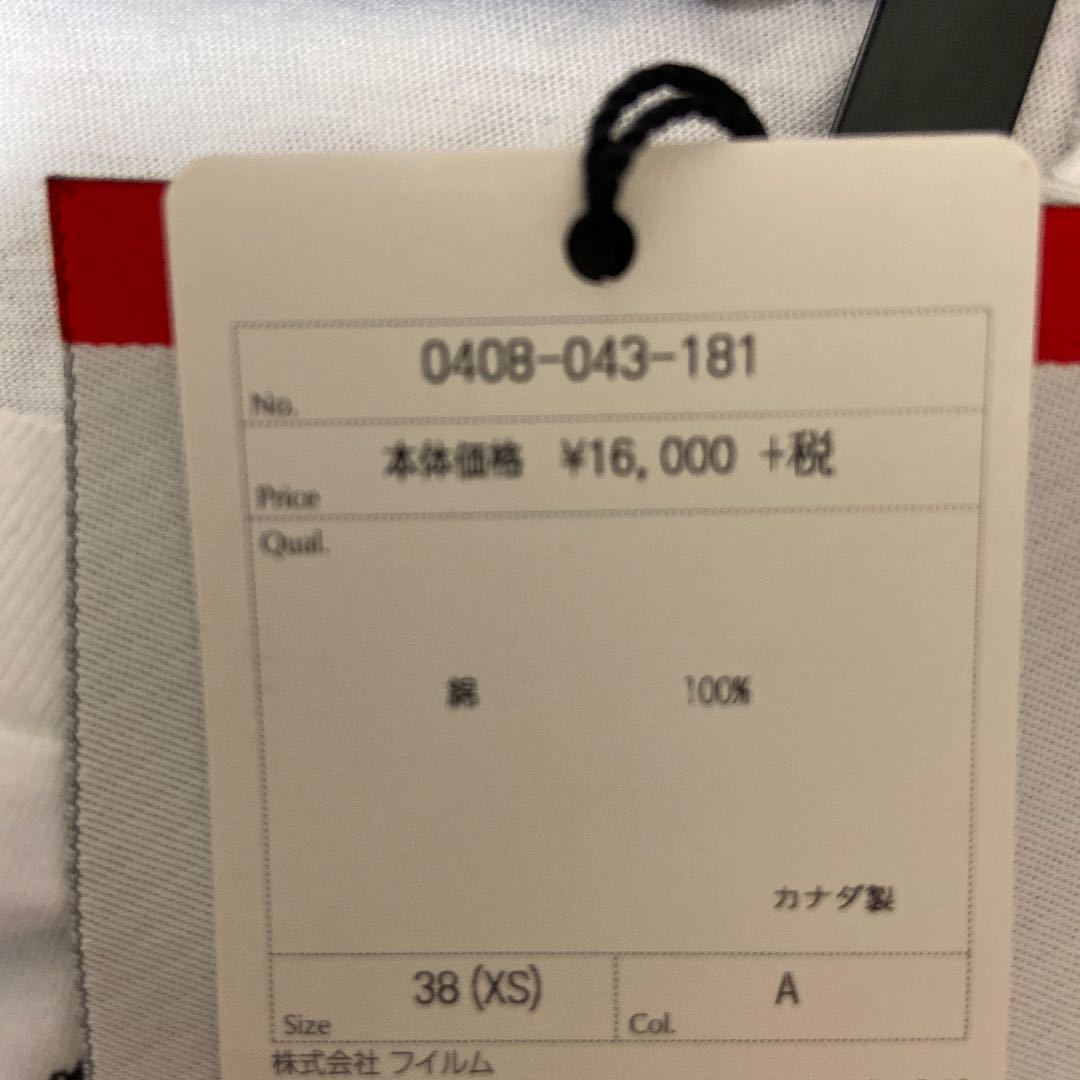 0408-043-181
No.
本体価格 ¥16,000 +税
Price
Qual.
綿 100%
カナダ製
38(XS) A
Size Col.
株式会社 フイルム